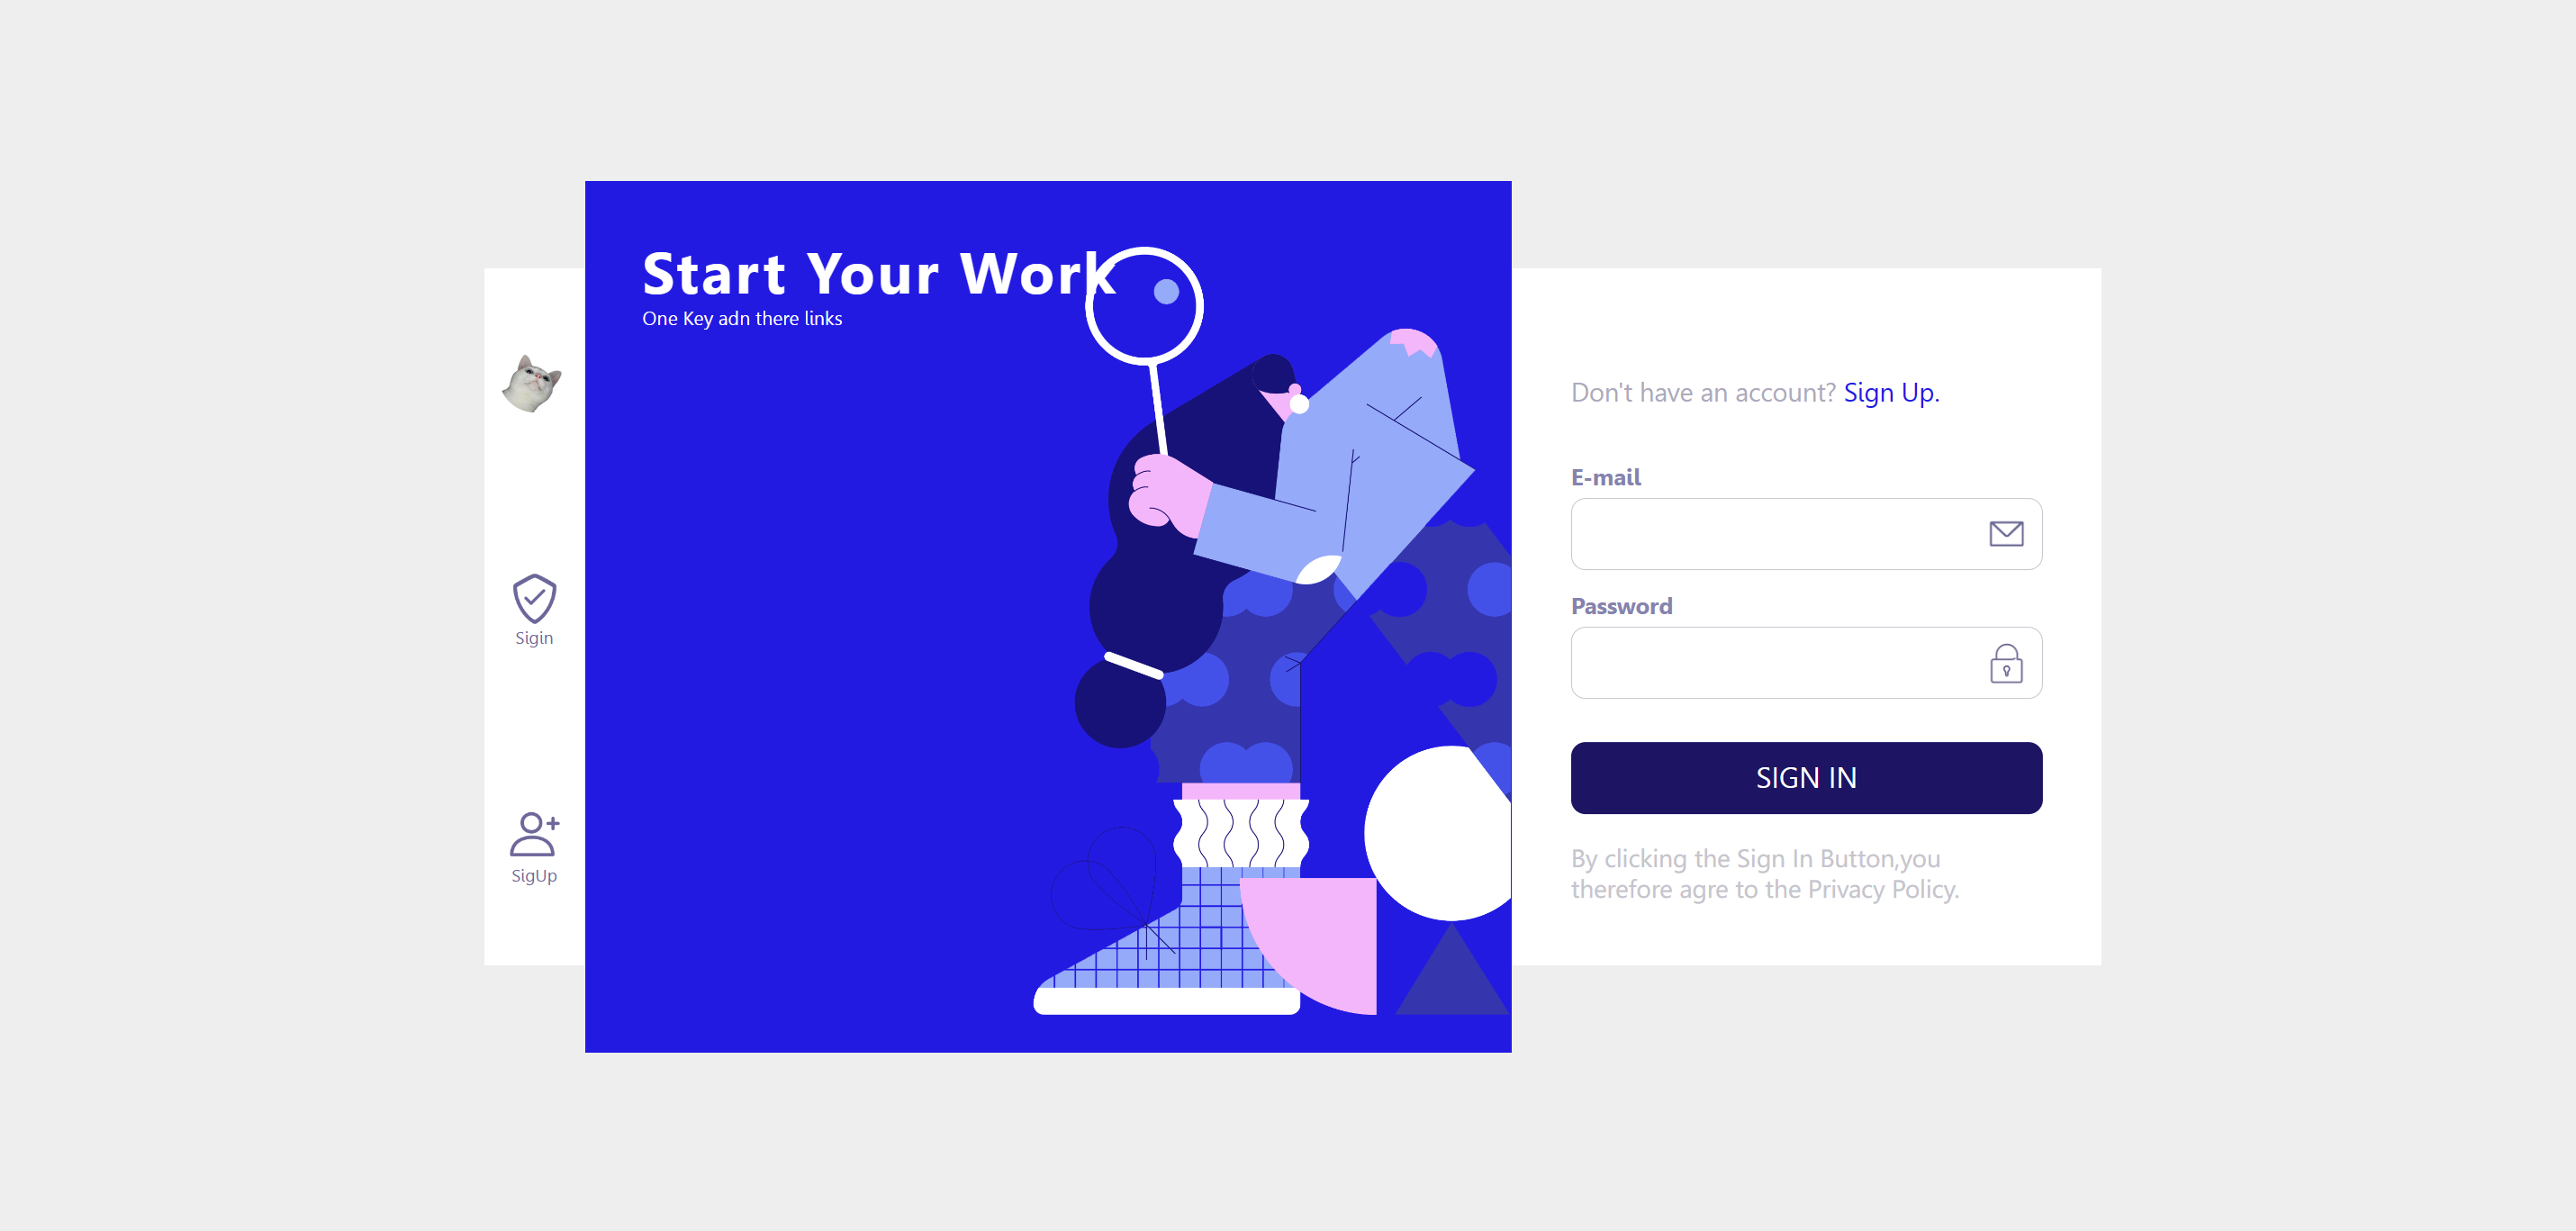 Start Your Work
One Key adn there links
Sigin
SigUp
Don't have an account? Sign Up.
E-mail
Password
SIGN IN
By clicking the Sign In Button,you
therefore agre to the Privacy Policy.